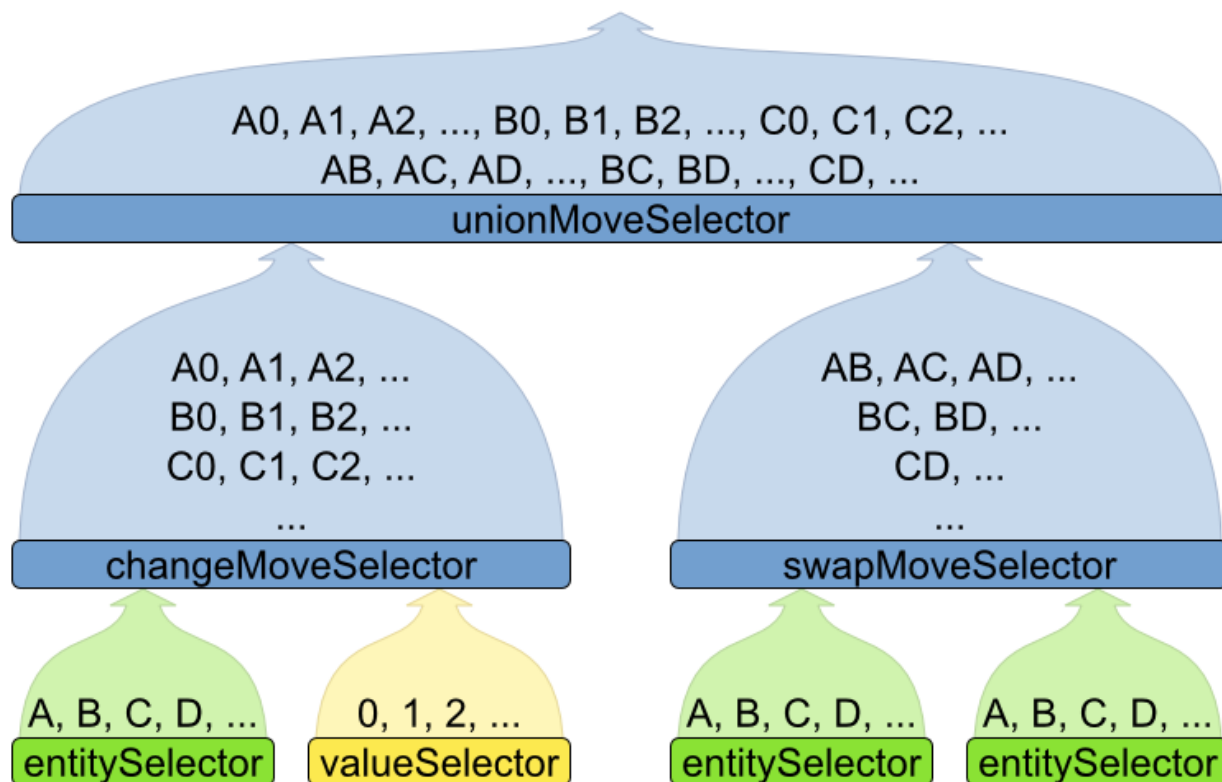 A0, A1, A2, ..., B0, B1, B2, ..., C0, C1, C2, ...
AB, AC, AD, ..., BC, BD, ..., CD, ...
unionMoveSelector
A0, A1, A2, ...
B0, B1, B2, ...
C0, C1, C2, ...
...
changeMoveSelector
AB, AC, AD, ...
BC, BD, ...
CD, ...
...
swapMoveSelector
A, B, C, D, ...
entitySelector
0, 1, 2, ...
valueSelector
A, B, C, D, ...
entitySelector
A, B, C, D, ...
entitySelector